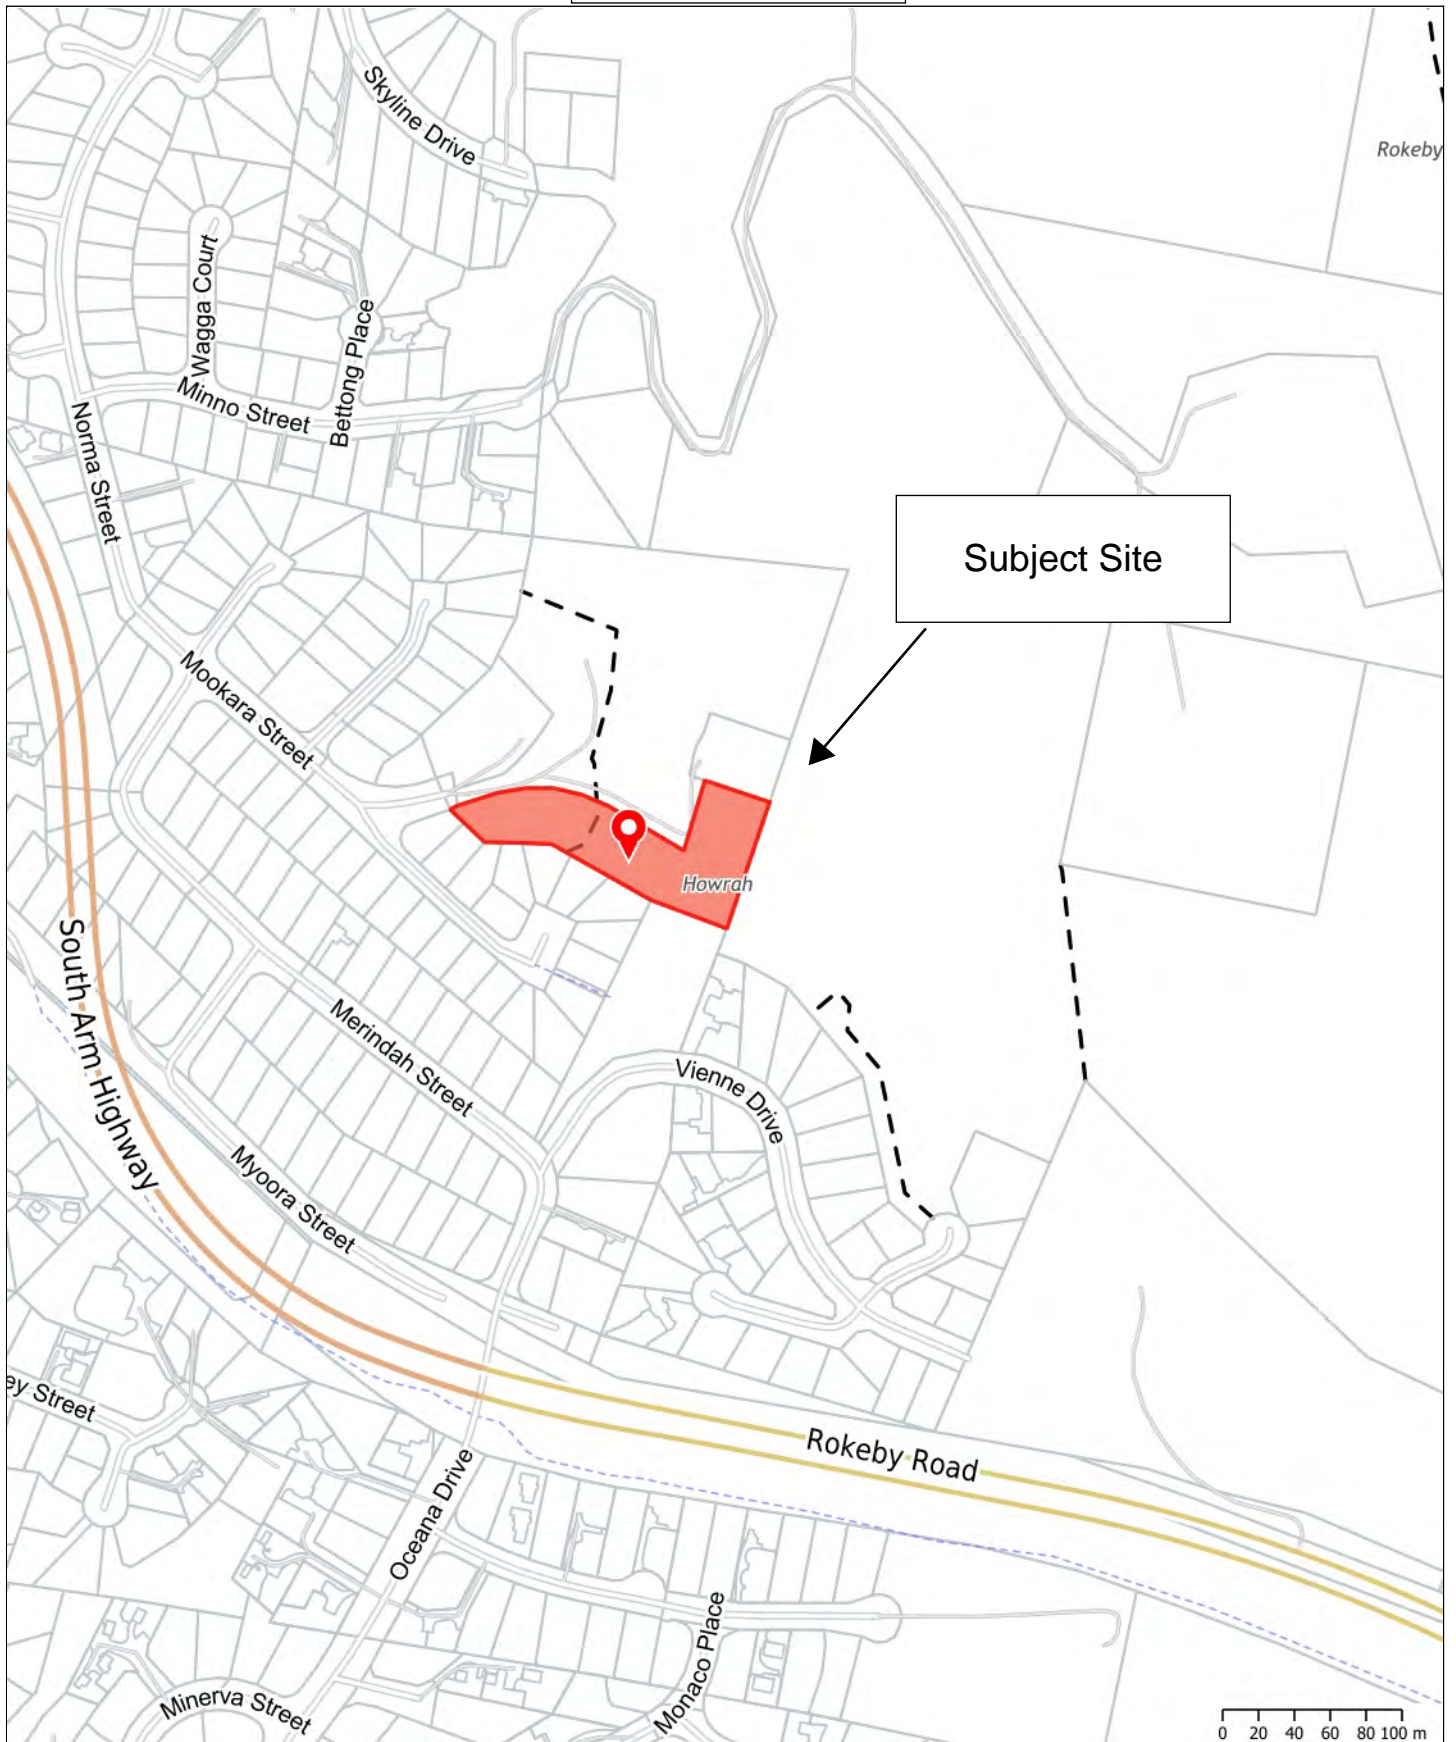 Skyline Drive
Rokeby
Wagga Court
Bettong Place
Minno Street
Norma Street
Subject Site
Mookara Street
Howrah
South Arm Highway
Merindah Street
Vienne Drive
Myoora Street
ey Street
Rokeby Road
Oceana Drive
Monaco Place
Minerva Street
0 20 40 60 80 100 m